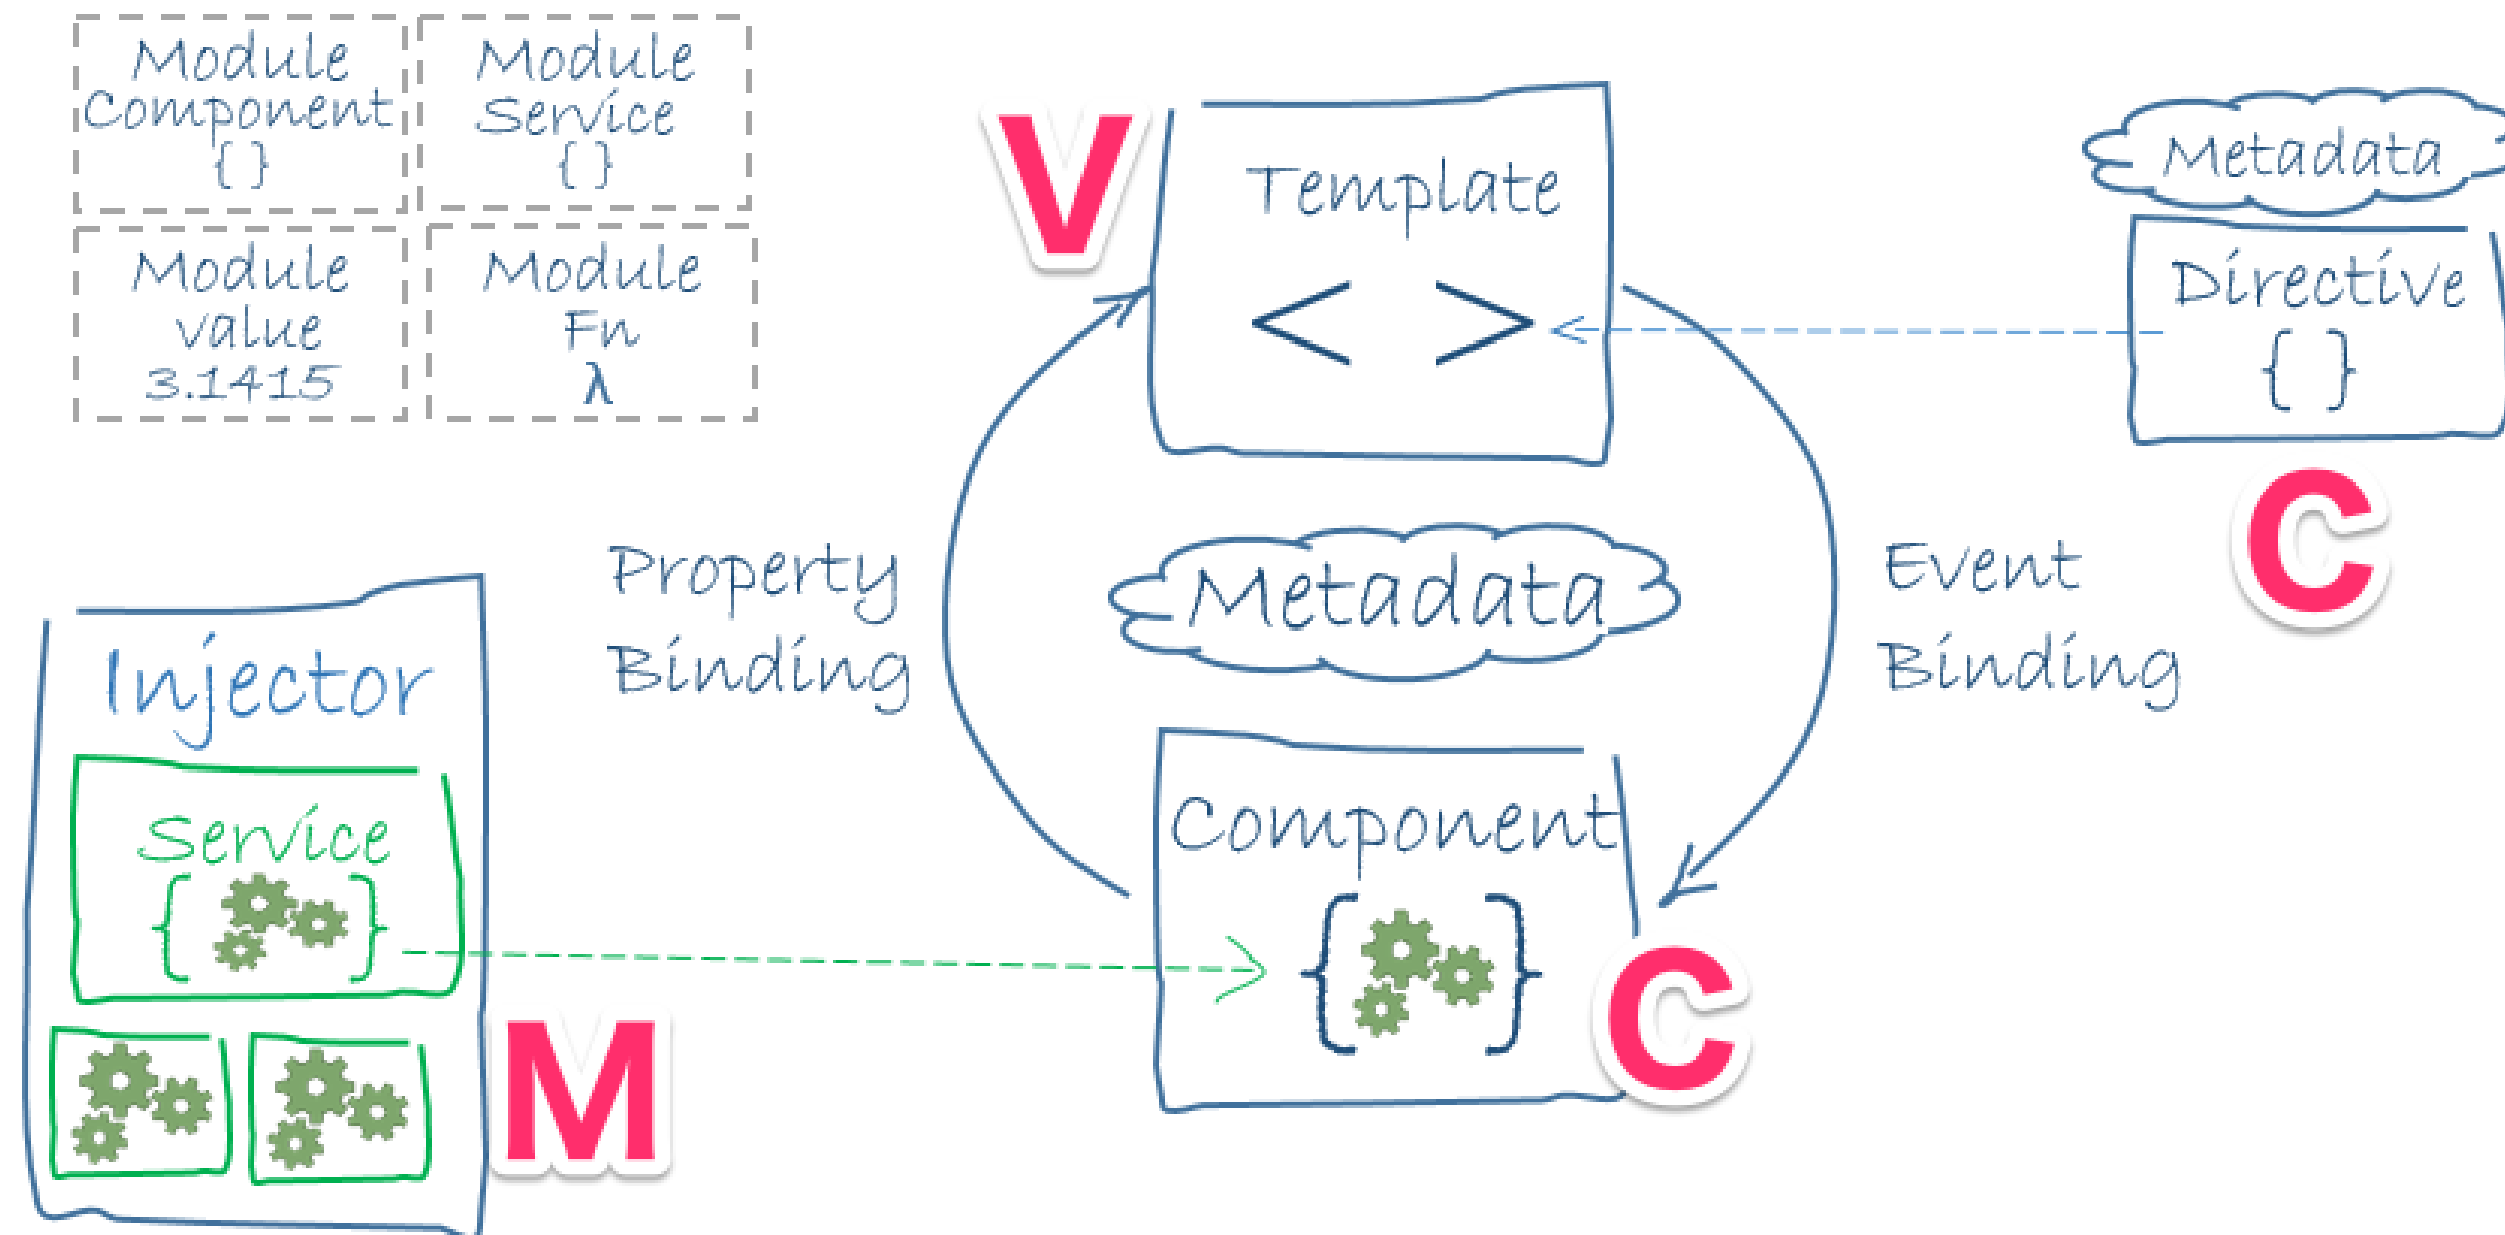 Module
Component
{ }
Module
Service
{ }
Module
value
3.1415
Module
Fn
λ
V
Template
< >
Metadata
Directive
{ }
C
Property
Binding
Metadata
Event
Binding
Injector
Service
{ }
M
Component
{ }
C